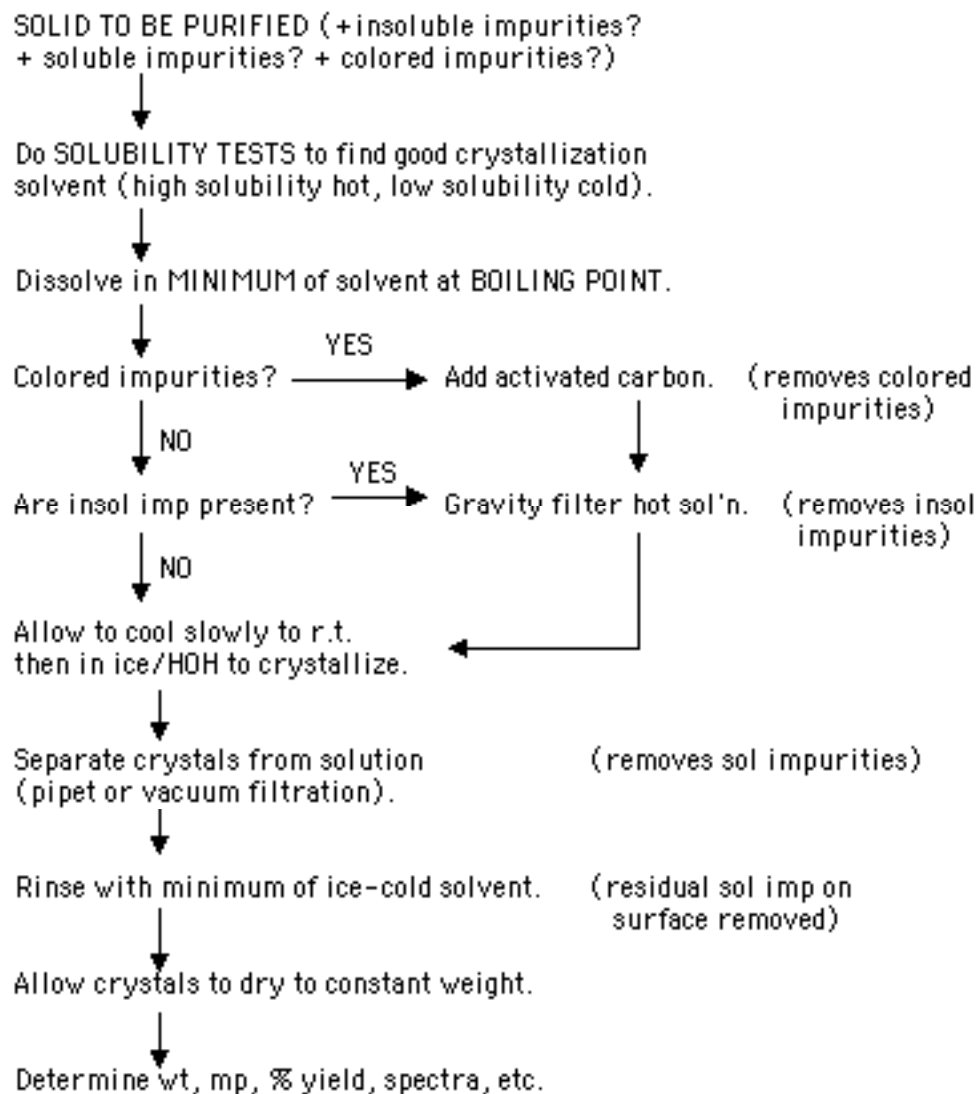 SOLID TO BE PURIFIED (+insoluble impurities?
+ soluble impurities? + colored impurities?)
Do SOLUBILITY TESTS to find good crystallization
solvent (high solubility hot, low solubility cold).
Dissolve in MINIMUM of solvent at BOILING POINT.
YES
Colored impurities? Add activated carbon. (removes colored
impurities)
NO
YES
Are insol imp present? Gravity filter hot sol'n. (removes insol
impurities)
NO
Allow to cool slowly to r.t.
then in ice/HOH to crystallize.
Separate crystals from solution (removes sol impurities)
(pipet or vacuum filtration).
Rinse with minimum of ice-cold solvent. (residual sol imp on
surface removed)
Allow crystals to dry to constant weight.
Determine wt, mp, % yield, spectra, etc.